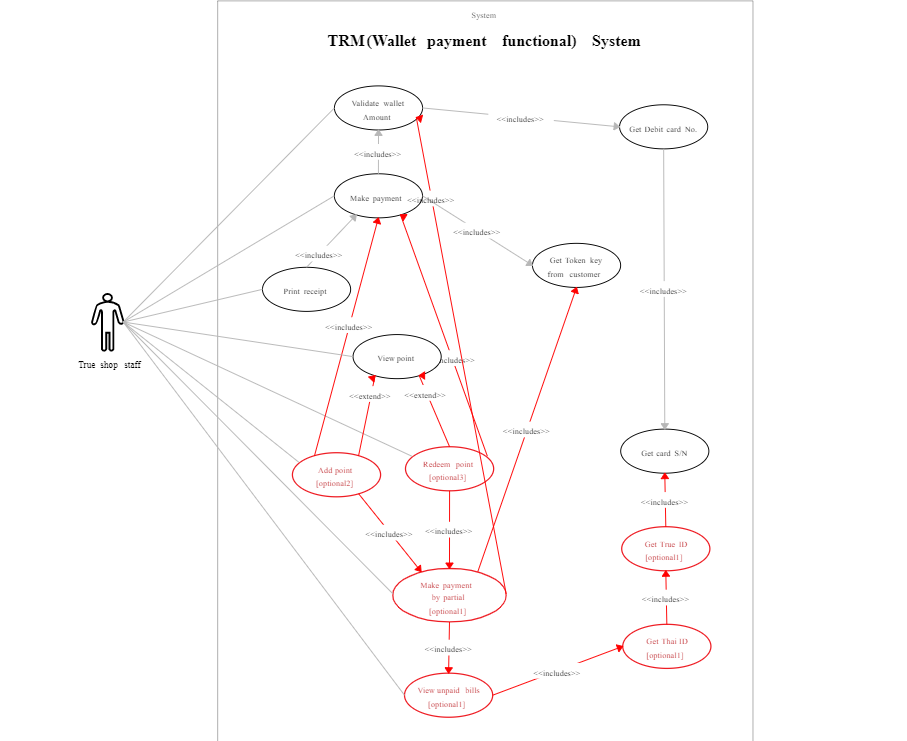 System
TRM(Wallet payment functional) System
Validate wallet
Amount
<<includes>>
Get Debit card No.
<<includes>>
Make payment
<<includes>>
<<includes>>
<<includes>>
Get Token key
from customer
Print receipt
<<includes>>
<<includes>>
View point
cludes>>
True shop staff
<<extend>>
<<extend>>
<<includes>>
Get card S/N
Add point
[optional2]
Redeem point
[optional3]
<<includes>>
<<includes>>
<<includes>>
Get True ID
[optional1]
Make payment
by partial
[optional1]
<<includes>>
<<includes>>
Get Thai ID
[optional1]
<<includes>>
View unpaid bills
[optional1]